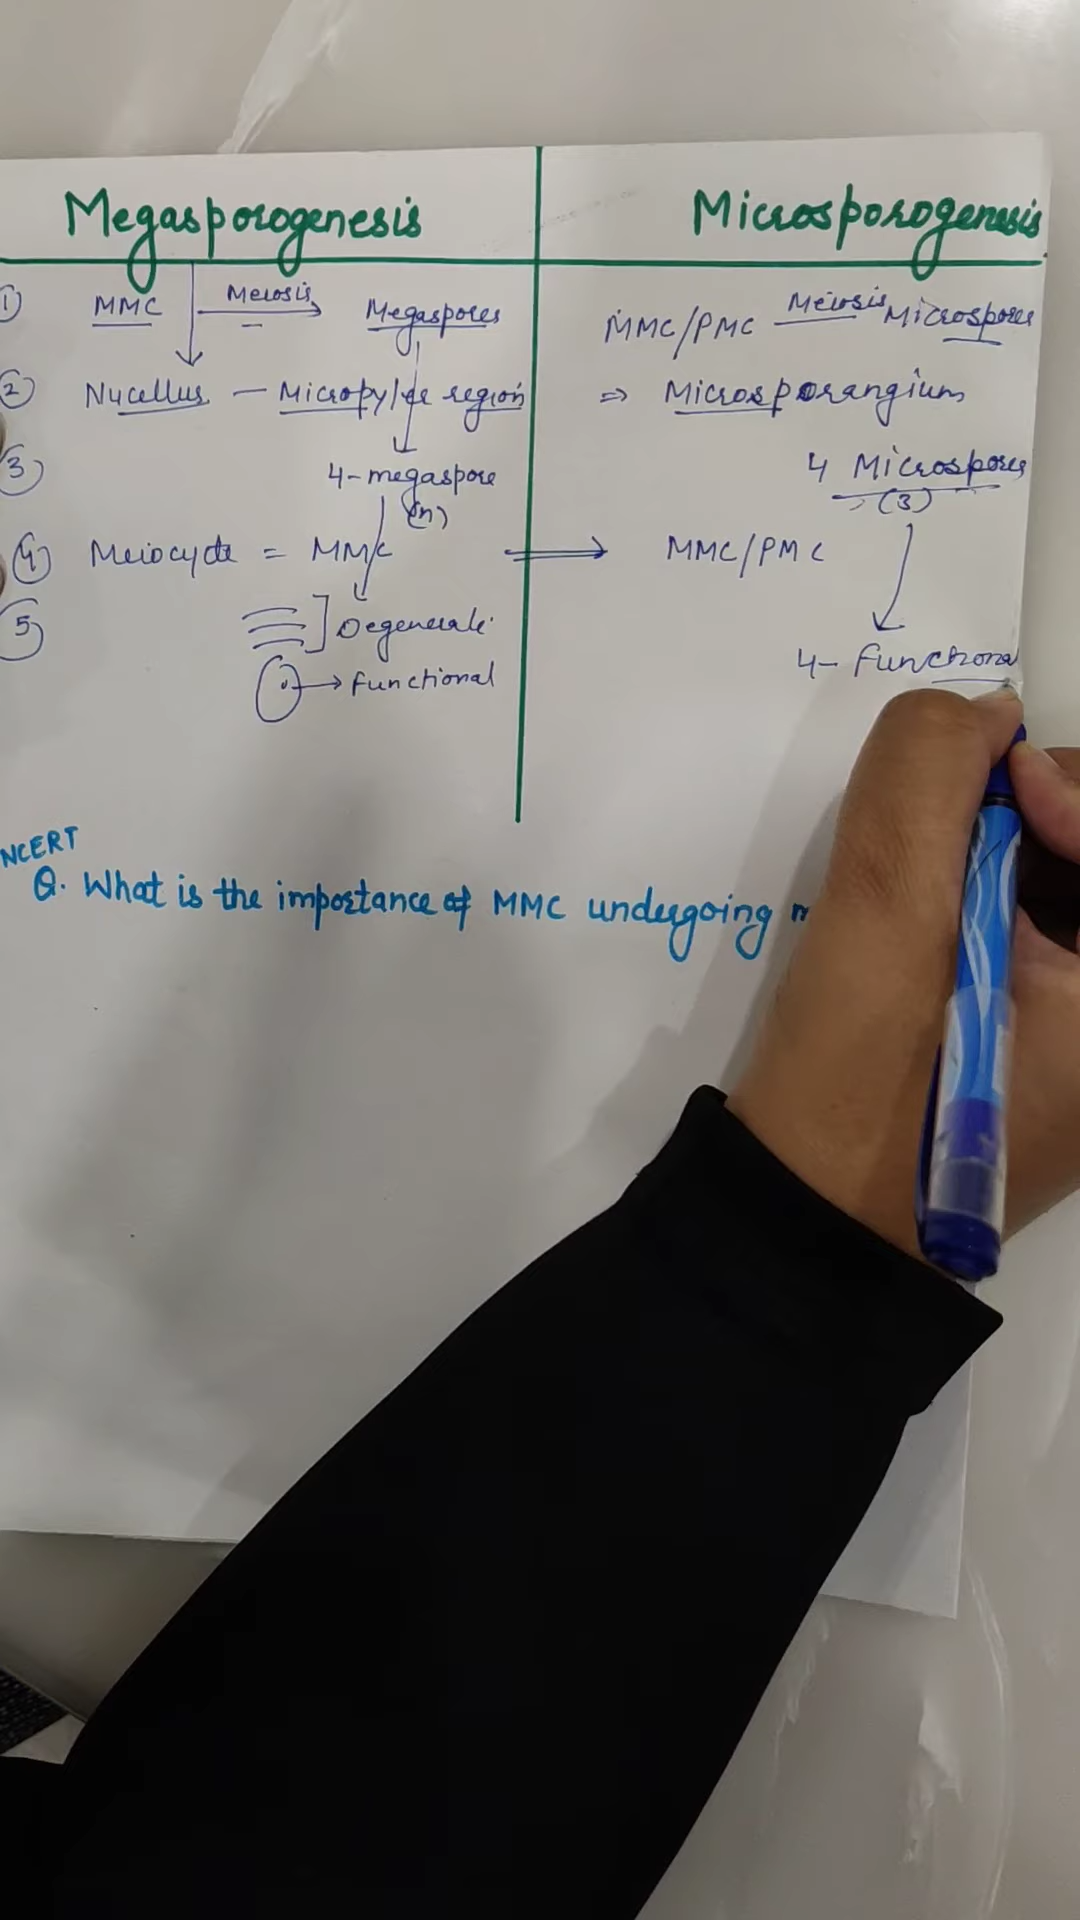 Megasporogenesis
Microsporogenesis
① MMC Meiosis Megaspores
MMC/PMC Meiosis Microspores
② Nucellus - Micropylar region
⇒ Microsporangium
③ 4-megaspore
(n)
4 Microspores
(3)
④ Meiocyte = MMC
⇒ MMC/PMC
⑤ ] Degenerate
→ functional
4- functional
NCERT
Q. What is the importance of MMC undergoing m